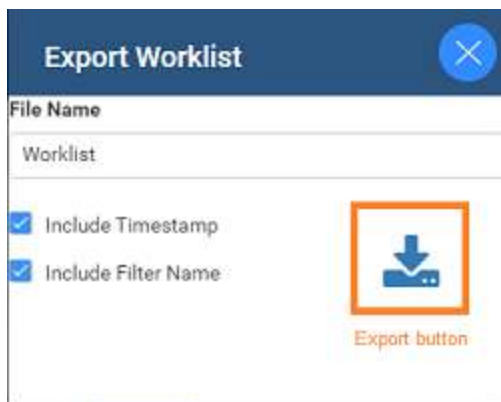 Export Worklist
File Name
Worklist
Include Timestamp
Include Filter Name
Export button